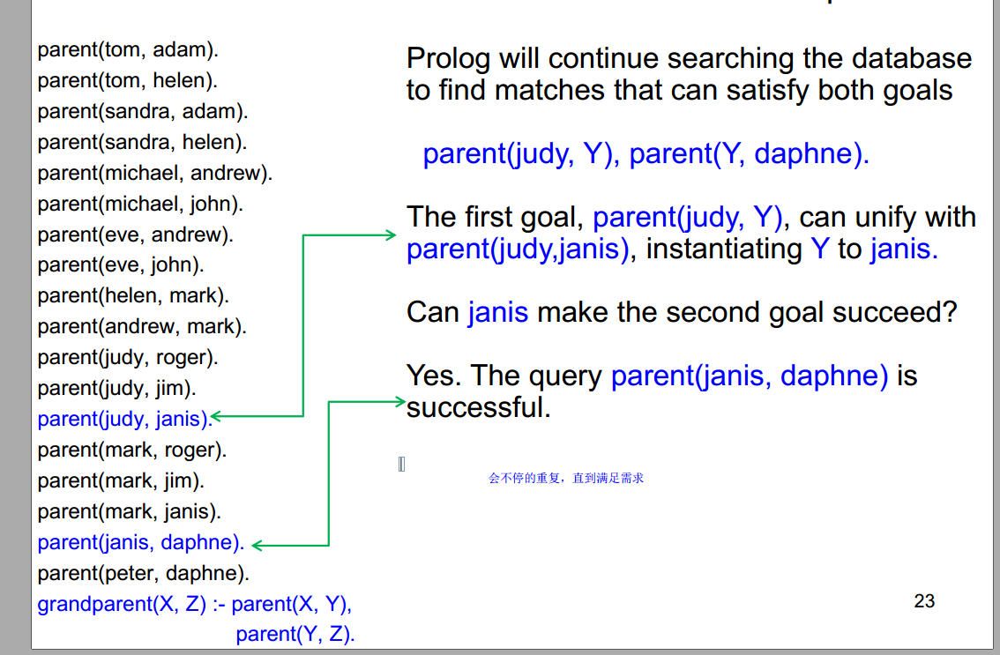 parent(tom, adam).
parent(tom, helen).
parent(sandra, adam).
parent(sandra, helen).
parent(michael, andrew).
parent(michael, john).
parent(eve, andrew).
parent(eve, john).
parent(helen, mark).
parent(andrew, mark).
parent(judy, roger).
parent(judy, jim).
parent(judy, janis).
parent(mark, roger).
parent(mark, jim).
parent(mark, janis).
parent(janis, daphne).
parent(peter, daphne).
grandparent(X, Z) :- parent(X, Y),
parent(Y, Z).
Prolog will continue searching the database
to find matches that can satisfy both goals
parent(judy, Y), parent(Y, daphne).
The first goal, parent(judy, Y), can unify with
parent(judy,janis), instantiating Y to janis.
Can janis make the second goal succeed?
Yes. The query parent(janis, daphne) is
successful.
会不停的重复，直到满足需求
23